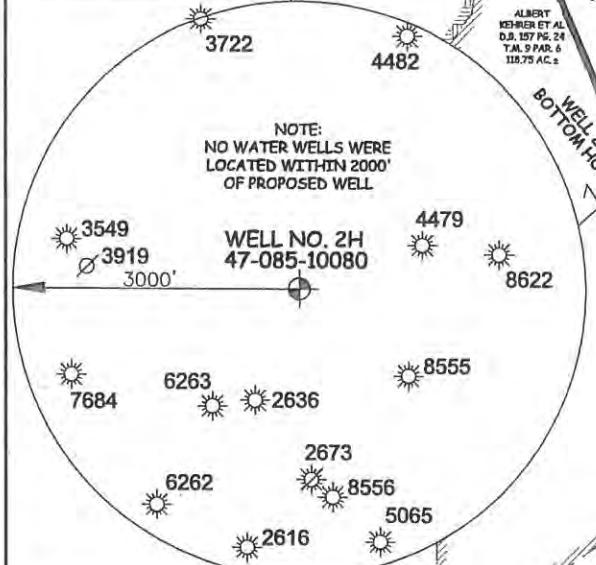 3722
4482
ALBERT
KEHRER ET AL
D.B. 157 PG. 24
T.M. 9 PAR. 6
118.75 AC.±
WELL
BOTTOM
NOTE:
NO WATER WELLS WERE
LOCATED WITHIN 2000'
OF PROPOSED WELL
3549
3919
3000'
WELL NO. 2H
47-085-10080
4479
8622
7684
6263
2636
8555
2673
8556
6262
2616
5065